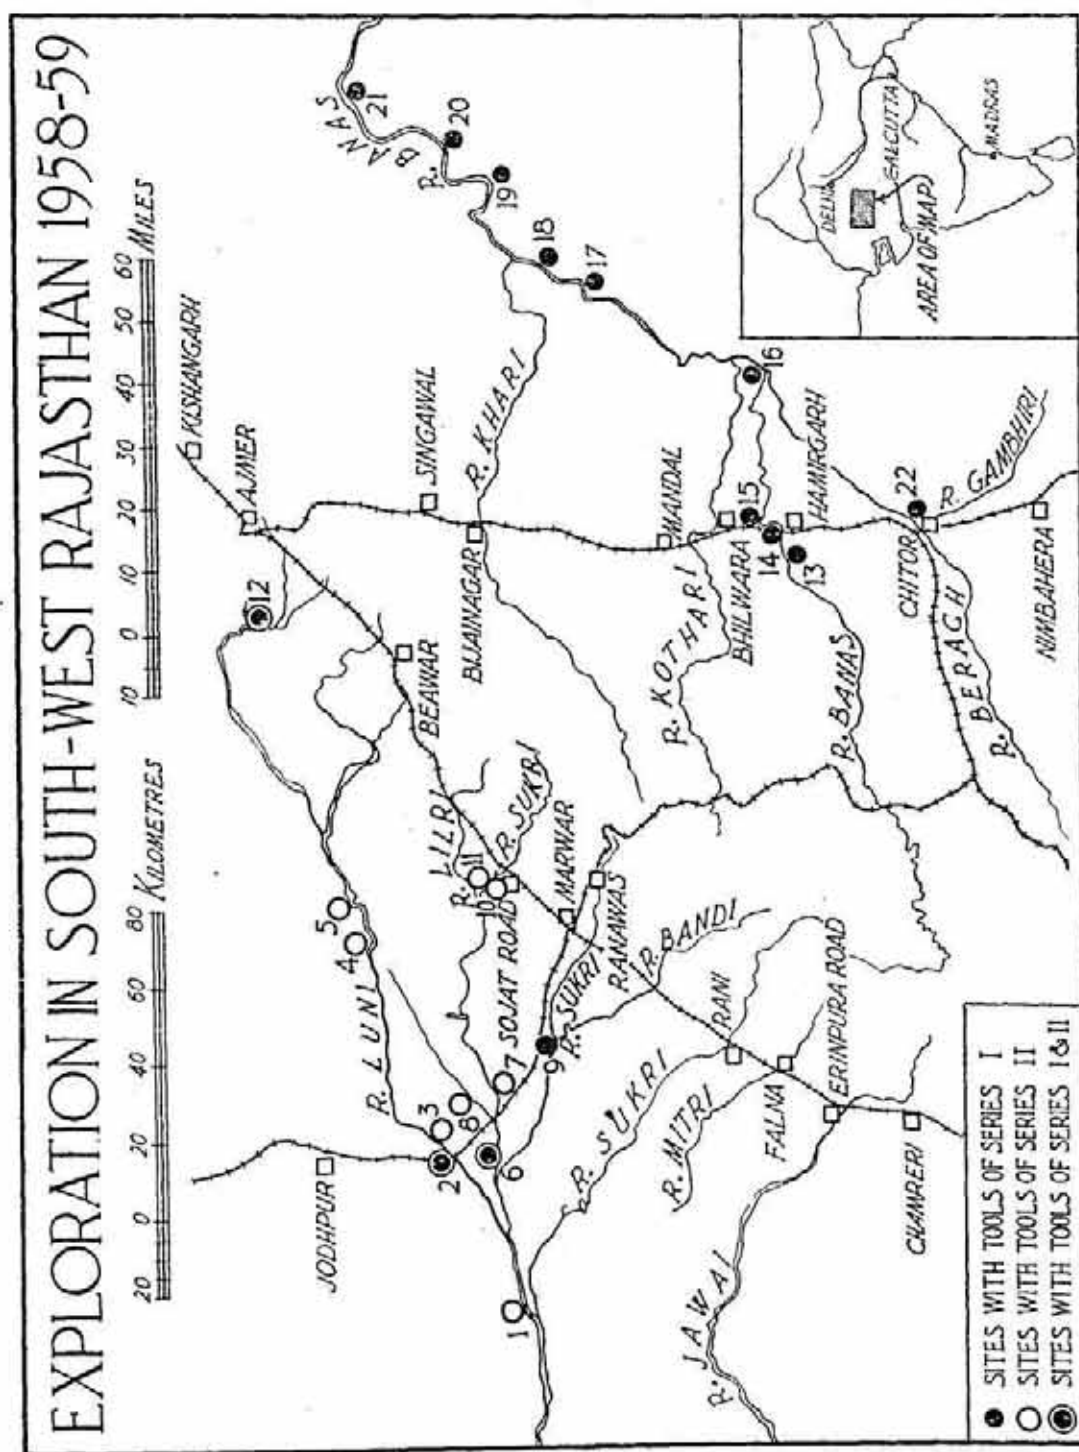 EXPLORATION IN SOUTH-WEST RAJASTHAN 1958-59
20 0 20 40 60 80 KILOMETRES
10 0 10 20 30 40 50 60 MILES
KISHANGARH
AJMER
JODHPUR
12
SINGAWAL
BEAWAR
BIJAINAGAR
R. KHARI
R. BANAS
21
20
19
18
17
5
4
R. LUNI
R. LILRI
R. SUKRI
11
10
SOJAT ROAD
MARWAR
RANAWAS
3
2
8
7
6
9
1
R. SUKRI
R. BANDI
R. SUKRI
RANI
R. MITRI
FALNA
ERINPURA ROAD
R. JAWAI
CHAMRERI
MANDAL
R. KOTHARI
BHILWARA
15
14
13
16
HAMIRGARH
R. BANAS
22
CHITOR
R. GAMBHIRI
R. BERACH
NIMBAHERA
DELHI
CALCUTTA
MADRAS
AREA OF MAP
SITES WITH TOOLS OF SERIES I
SITES WITH TOOLS OF SERIES II
SITES WITH TOOLS OF SERIES I & II